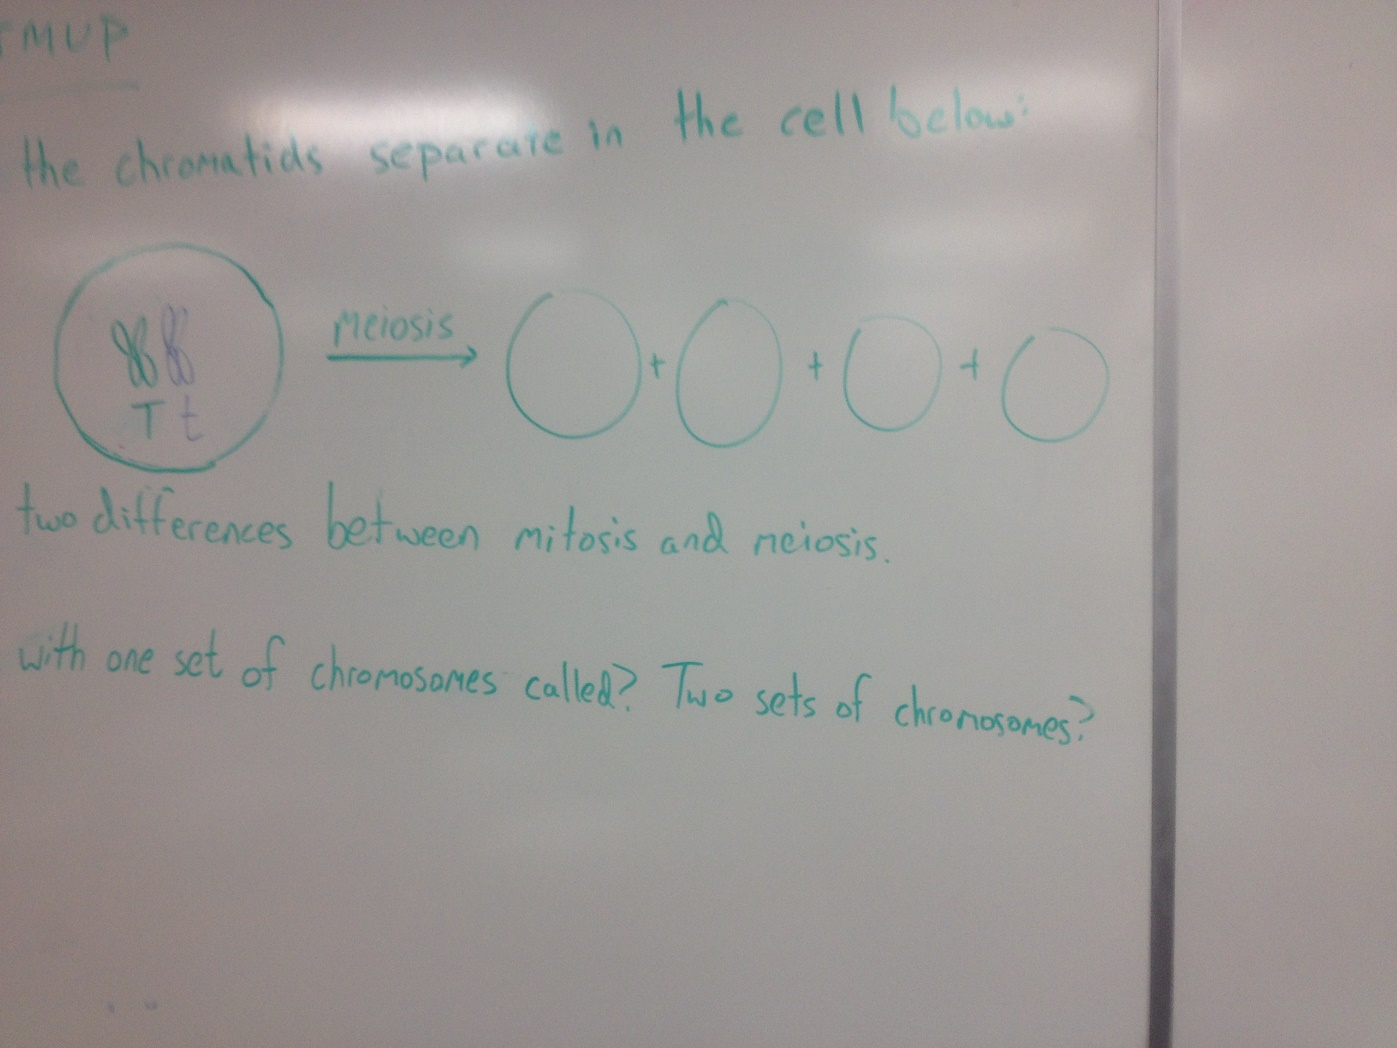 RMUP
the chromatids separate in the cell below:
Meiosis
+ + +
T t
two differences between mitosis and meiosis.
with one set of chromosomes called? Two sets of chromosomes?